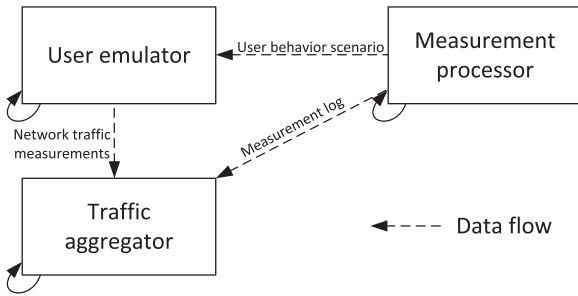 User emulator
User behavior scenario
Measurement
processor
Network traffic
measurements
Measurement log
Traffic
aggregator
Data flow